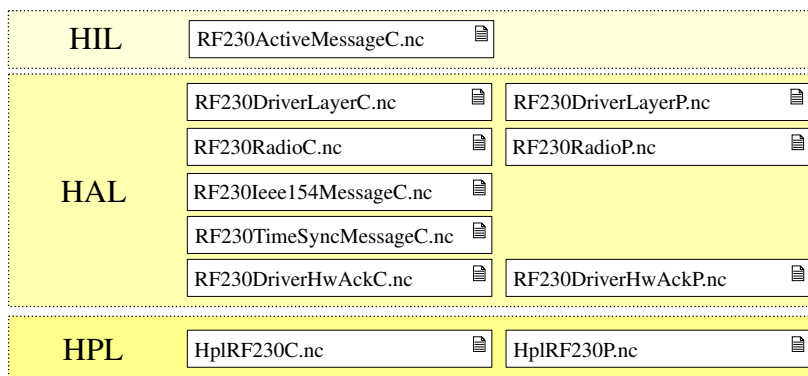 HIL
RF230ActiveMessageC.nc
HAL
RF230DriverLayerC.nc
RF230DriverLayerP.nc
RF230RadioC.nc
RF230RadioP.nc
RF230Ieee154MessageC.nc
RF230TimeSyncMessageC.nc
RF230DriverHwAckC.nc
RF230DriverHwAckP.nc
HPL
HplRF230C.nc
HplRF230P.nc